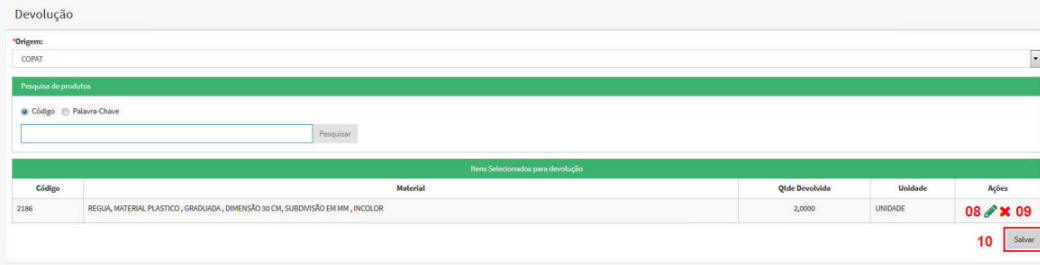 Devolução
*Origem:
COPAT
Pesquisa de produtos
Código Palavra-Chave
Pesquisar
Itens Selecionados para devolução
Código Material Qtde Devolvida Unidade Ações
2186 REGUA, MATERIAL PLASTICO , GRADUADA , DIMENSÃO 30 CM, SUBDIVISÃO EM MM , INCOLOR 2,0000 UNIDADE 08 09
10 Salvar